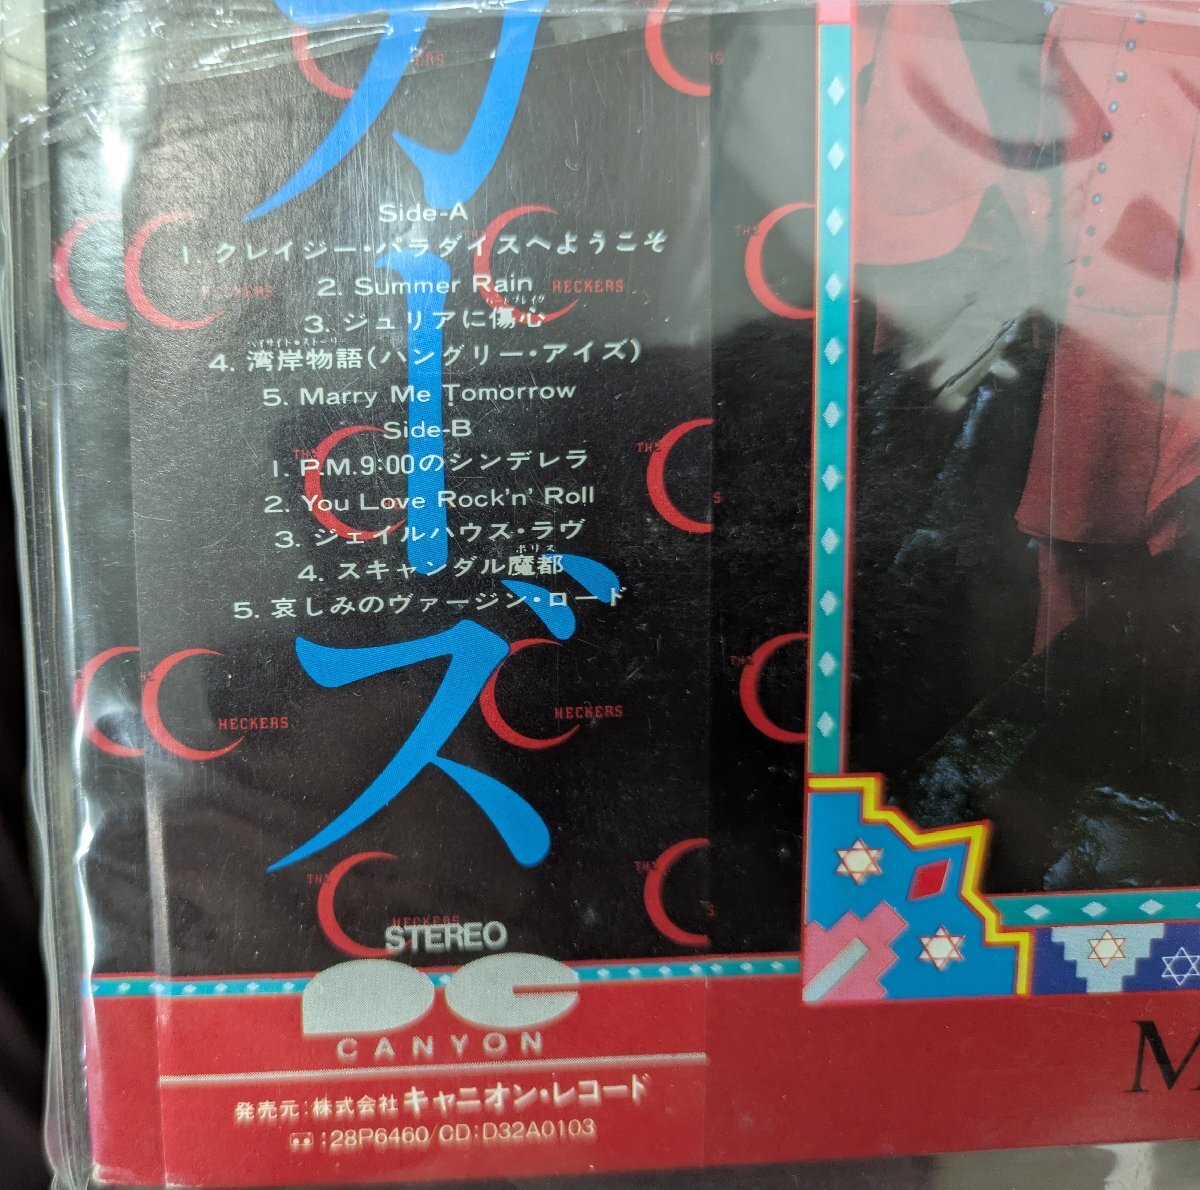 カーズ
Side-A
1. クレイジー・パラダイスへようこそ
2. Summer Rain
ハートブレイク
3. ジュリアに傷心
ベイサイド・ストーリー
4. 湾岸物語(ハングリー・アイズ)
5. Marry Me Tomorrow
Side-B
1. P.M.9:00のシンデレラ
2. You Love Rock'n' Roll
3. ジェイルハウス・ラヴ
ポリス
4. スキャンダル魔都
5. 哀しみのヴァージン・ロード
THE CHECKERS
STEREO
CANYON
発売元:株式会社キャニオン・レコード
:28P6460/CD:D32A0103
M